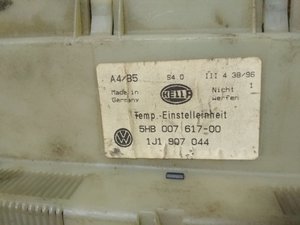 A4/B5 S4 0 III 4 38/96
1
Made in Germany
HELLA
Nicht werfen
Temp.-Einstelleinheit
5HB 007 617-00
1J1 907 044